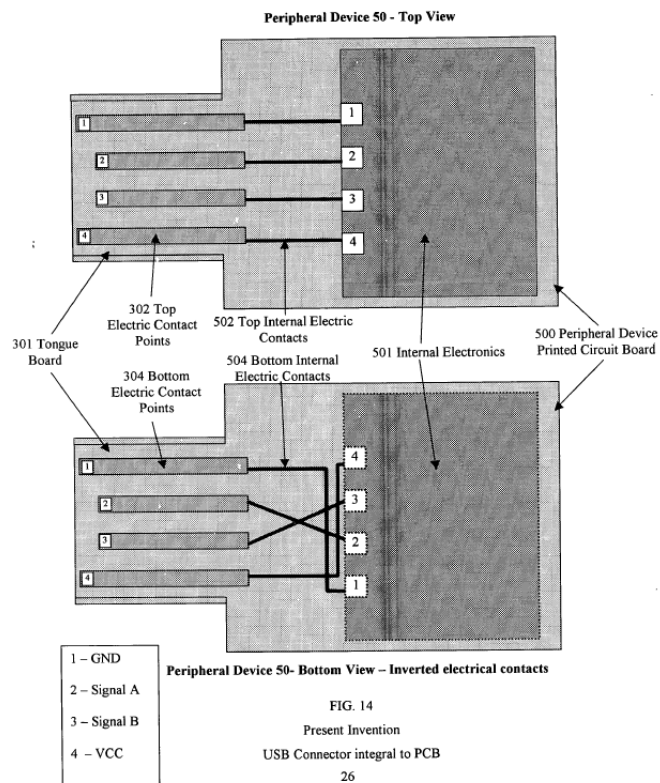 Peripheral Device 50 - Top View
1
1
2
2
3
3
4
4
302 Top
Electric Contact
Points
502 Top Internal Electric
Contacts
301 Tongue
Board
501 Internal Electronics
500 Peripheral Device
Printed Circuit Board
304 Bottom
Electric Contact
Points
504 Bottom Internal
Electric Contacts
1
4
2
3
3
2
4
1
Peripheral Device 50- Bottom View – Inverted electrical contacts
1 – GND
2 – Signal A
3 – Signal B
4 – VCC
FIG. 14
Present Invention
USB Connector integral to PCB
26